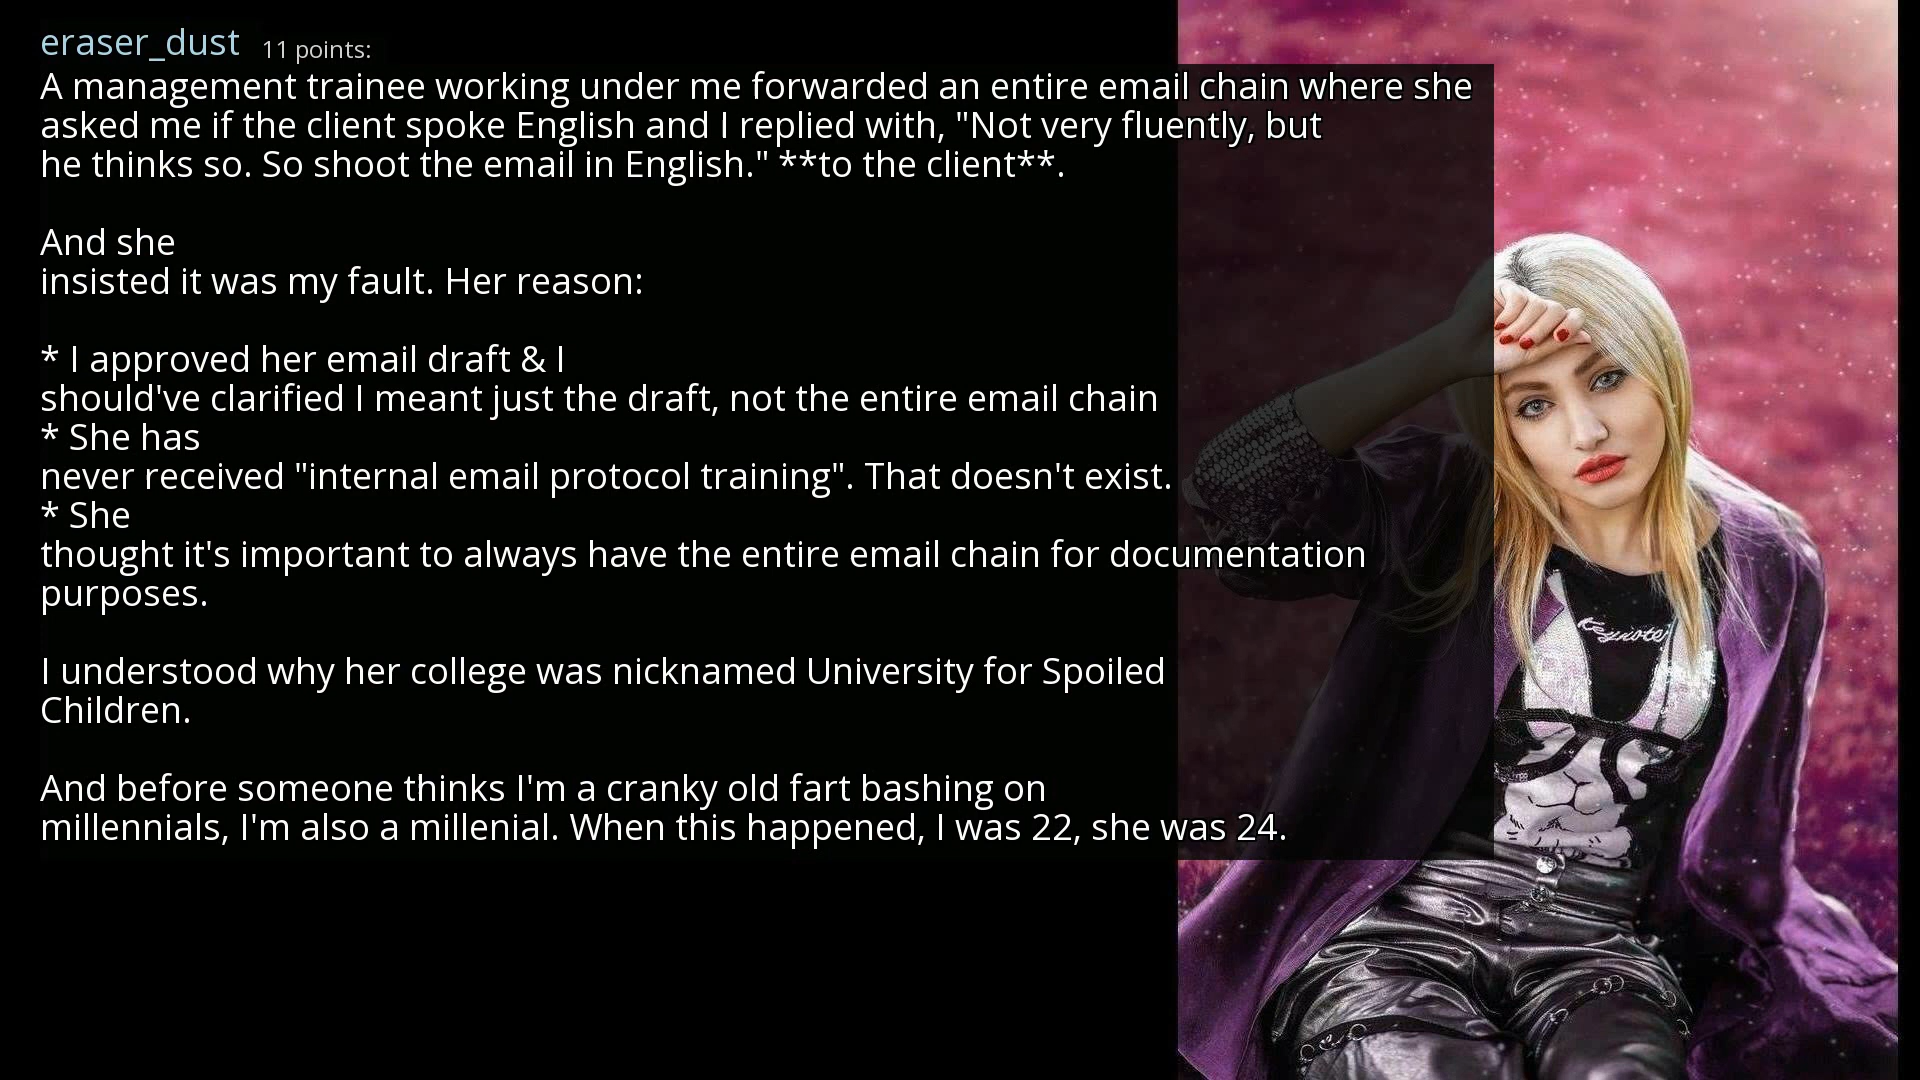 eraser_dust 11 points:
A management trainee working under me forwarded an entire email chain where she
asked me if the client spoke English and I replied with, "Not very fluently, but
he thinks so. So shoot the email in English." **to the client**.
And she
insisted it was my fault. Her reason:
* I approved her email draft & I
should've clarified I meant just the draft, not the entire email chain
* She has
never received "internal email protocol training". That doesn't exist.
* She
thought it's important to always have the entire email chain for documentation
purposes.
Keynote
I understood why her college was nicknamed University for Spoiled
Children.
And before someone thinks I'm a cranky old fart bashing on
millennials, I'm also a millenial. When this happened, I was 22, she was 24.